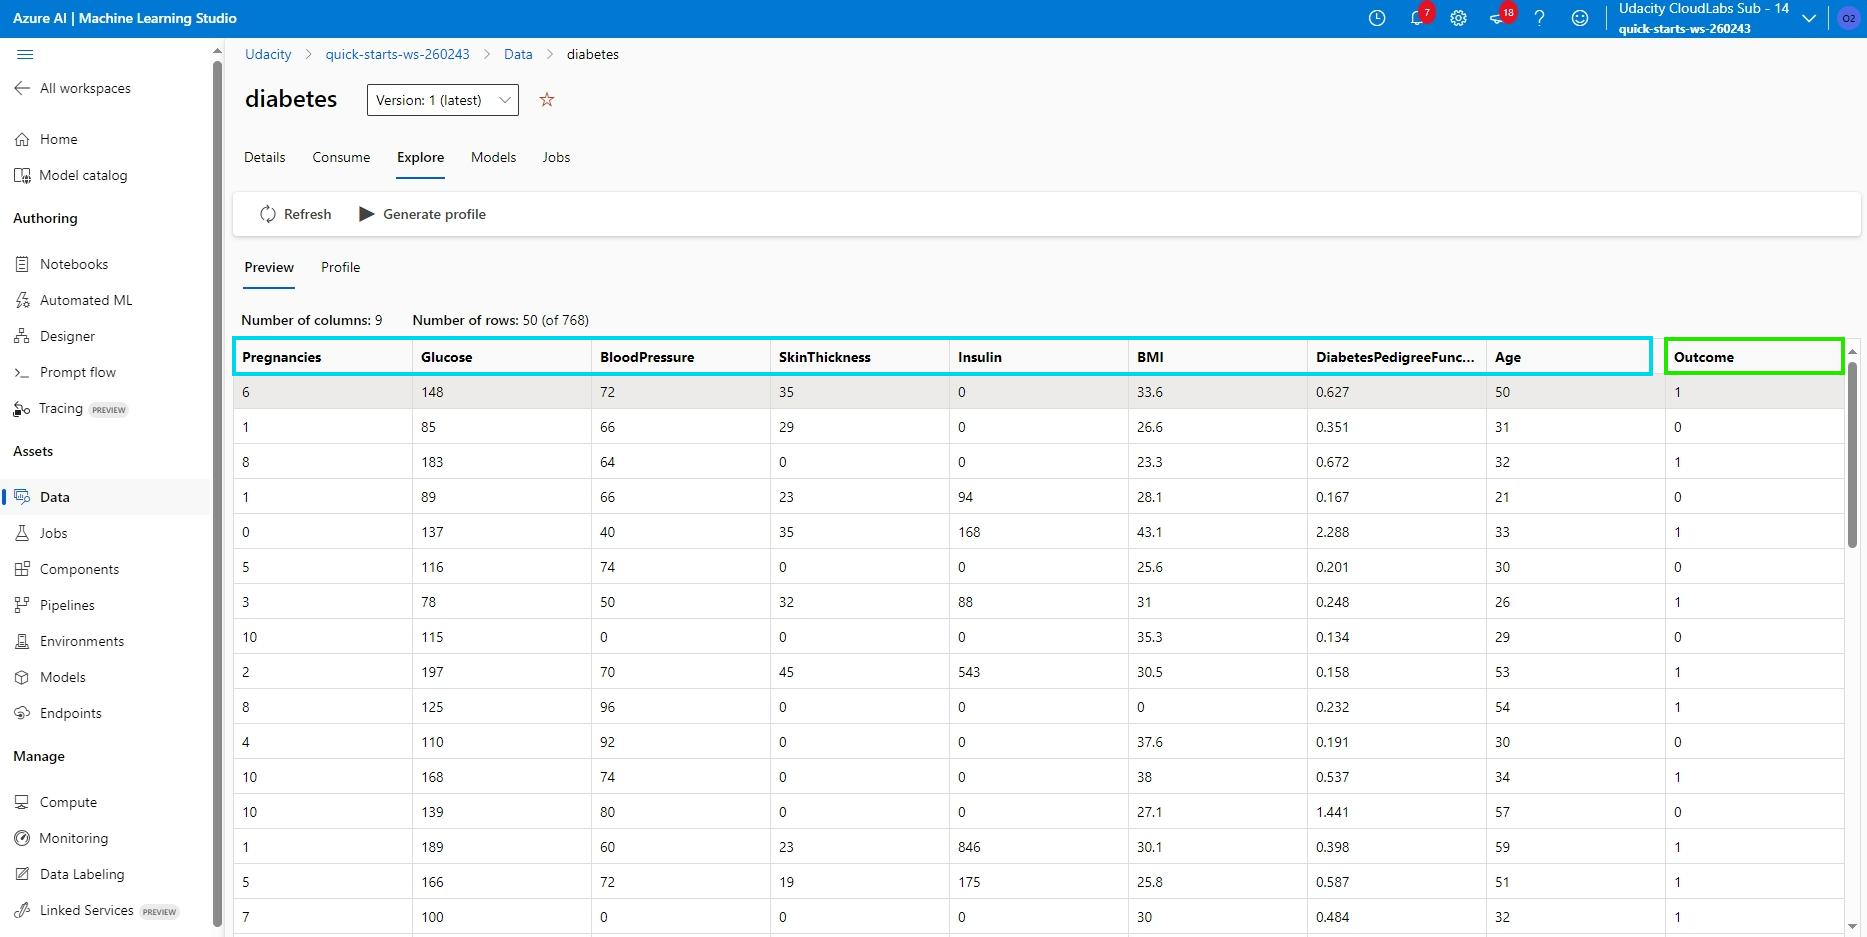 Azure AI | Machine Learning Studio
7
18
Udacity CloudLabs Sub - 14
quick-starts-ws-260243
O2
All workspaces
Home
Model catalog
Authoring
Notebooks
Automated ML
Designer
Prompt flow
Tracing PREVIEW
Assets
Data
Jobs
Components
Pipelines
Environments
Models
Endpoints
Manage
Compute
Monitoring
Data Labeling
Linked Services PREVIEW
Udacity > quick-starts-ws-260243 > Data > diabetes
diabetes Version: 1 (latest)
Details Consume Explore Models Jobs
Refresh Generate profile
Preview Profile
Number of columns: 9 Number of rows: 50 (of 768)
Pregnancies Glucose BloodPressure SkinThickness Insulin BMI DiabetesPedigreeFunc... Age Outcome
6 148 72 35 0 33.6 0.627 50 1
1 85 66 29 0 26.6 0.351 31 0
8 183 64 0 0 23.3 0.672 32 1
1 89 66 23 94 28.1 0.167 21 0
0 137 40 35 168 43.1 2.288 33 1
5 116 74 0 0 25.6 0.201 30 0
3 78 50 32 88 31 0.248 26 1
10 115 0 0 0 35.3 0.134 29 0
2 197 70 45 543 30.5 0.158 53 1
8 125 96 0 0 0 0.232 54 1
4 110 92 0 0 37.6 0.191 30 0
10 168 74 0 0 38 0.537 34 1
10 139 80 0 0 27.1 1.441 57 0
1 189 60 23 846 30.1 0.398 59 1
5 166 72 19 175 25.8 0.587 51 1
7 100 0 0 0 30 0.484 32 1